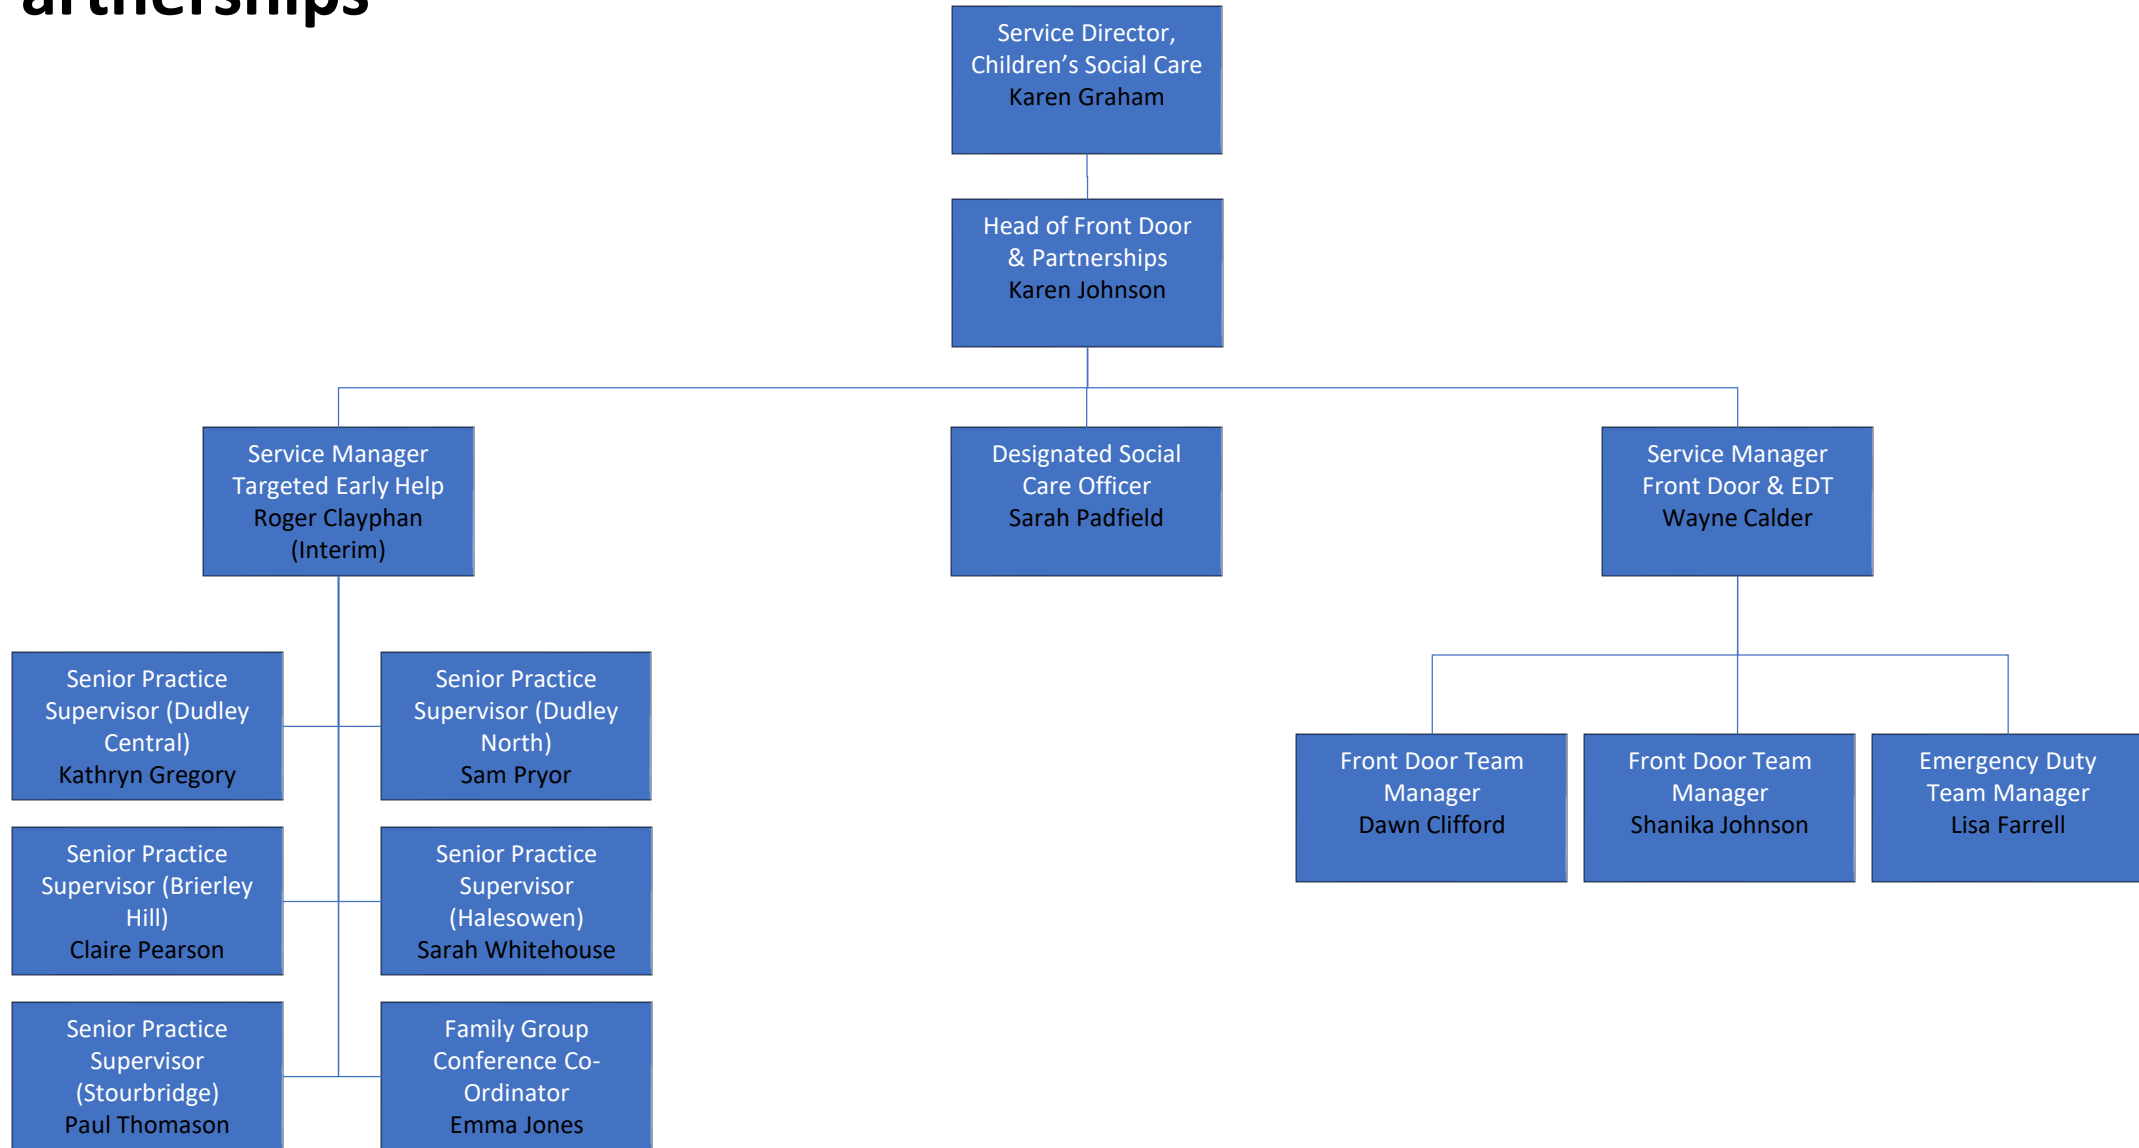 artnerships
Service Director,
Children’s Social Care
Karen Graham
Head of Front Door
& Partnerships
Karen Johnson
Service Manager
Targeted Early Help
Roger Clayphan
(Interim)
Designated Social
Care Officer
Sarah Padfield
Service Manager
Front Door & EDT
Wayne Calder
Senior Practice
Supervisor (Dudley
Central)
Kathryn Gregory
Senior Practice
Supervisor (Dudley
North)
Sam Pryor
Senior Practice
Supervisor (Brierley
Hill)
Claire Pearson
Senior Practice
Supervisor
(Halesowen)
Sarah Whitehouse
Senior Practice
Supervisor
(Stourbridge)
Paul Thomason
Family Group
Conference Co-
Ordinator
Emma Jones
Front Door Team
Manager
Dawn Clifford
Front Door Team
Manager
Shanika Johnson
Emergency Duty
Team Manager
Lisa Farrell